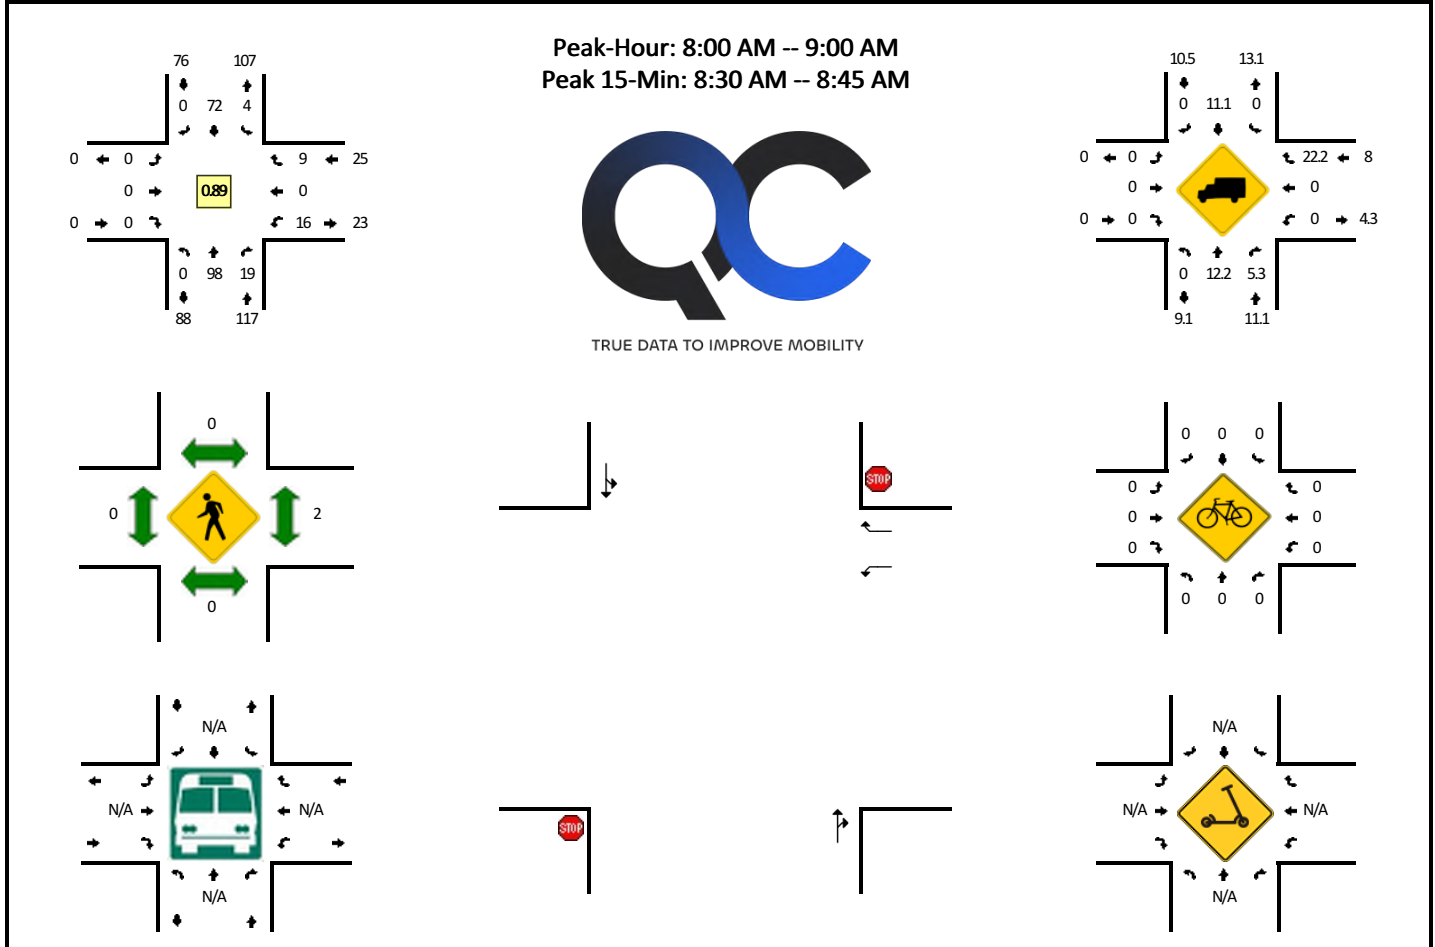 Peak-Hour: 8:00 AM -- 9:00 AM
Peak 15-Min: 8:30 AM -- 8:45 AM
76 107
0 72 4
0 0 9 25
0 0.89 0
0 0 16 23
0 98 19
88 117
QC
TRUE DATA TO IMPROVE MOBILITY
10.5 13.1
0 11.1 0
0 0 22.2 8
0 0
0 0 0 4.3
0 12.2 5.3
9.1 11.1
0
0 2
0
STOP
STOP
0 0 0
0 0
0 0
0 0
0 0 0
N/A
N/A N/A
N/A
N/A
N/A N/A
N/A